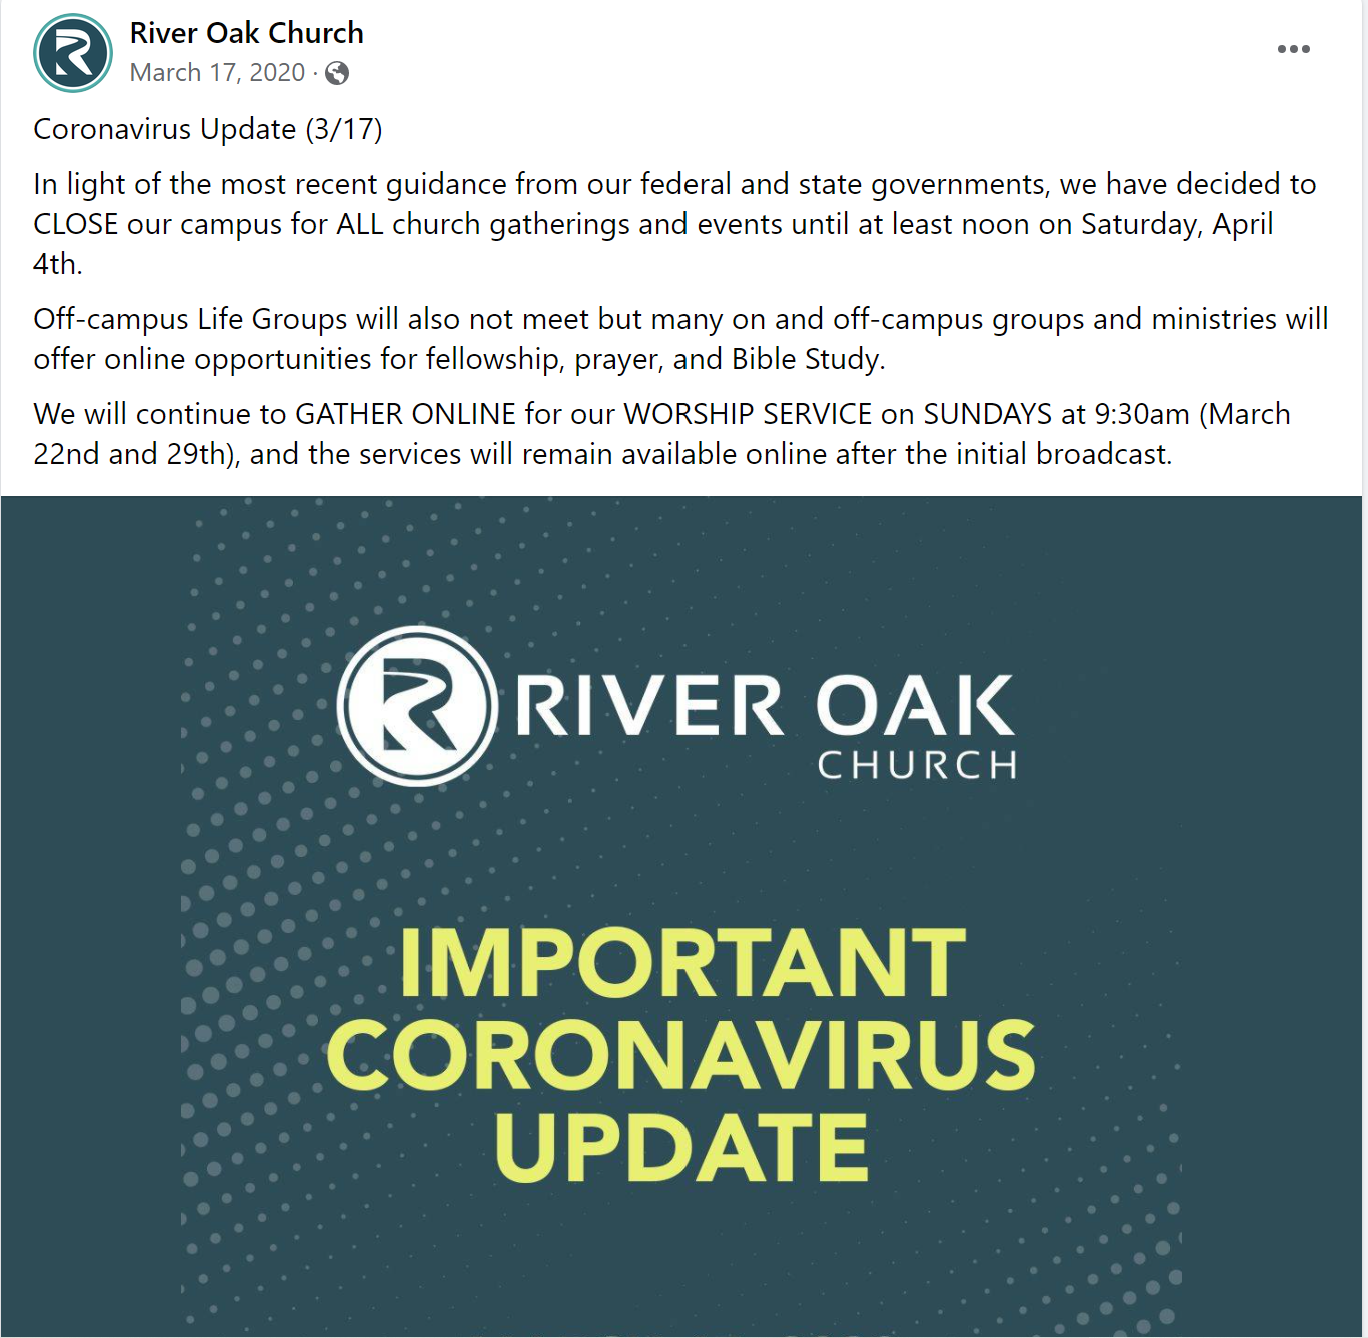 River Oak Church
March 17, 2020 ·
Coronavirus Update (3/17)
In light of the most recent guidance from our federal and state governments, we have decided to
CLOSE our campus for ALL church gatherings and events until at least noon on Saturday, April
4th.
Off-campus Life Groups will also not meet but many on and off-campus groups and ministries will
offer online opportunities for fellowship, prayer, and Bible Study.
We will continue to GATHER ONLINE for our WORSHIP SERVICE on SUNDAYS at 9:30am (March
22nd and 29th), and the services will remain available online after the initial broadcast.
RIVER OAK
CHURCH
IMPORTANT
CORONAVIRUS
UPDATE